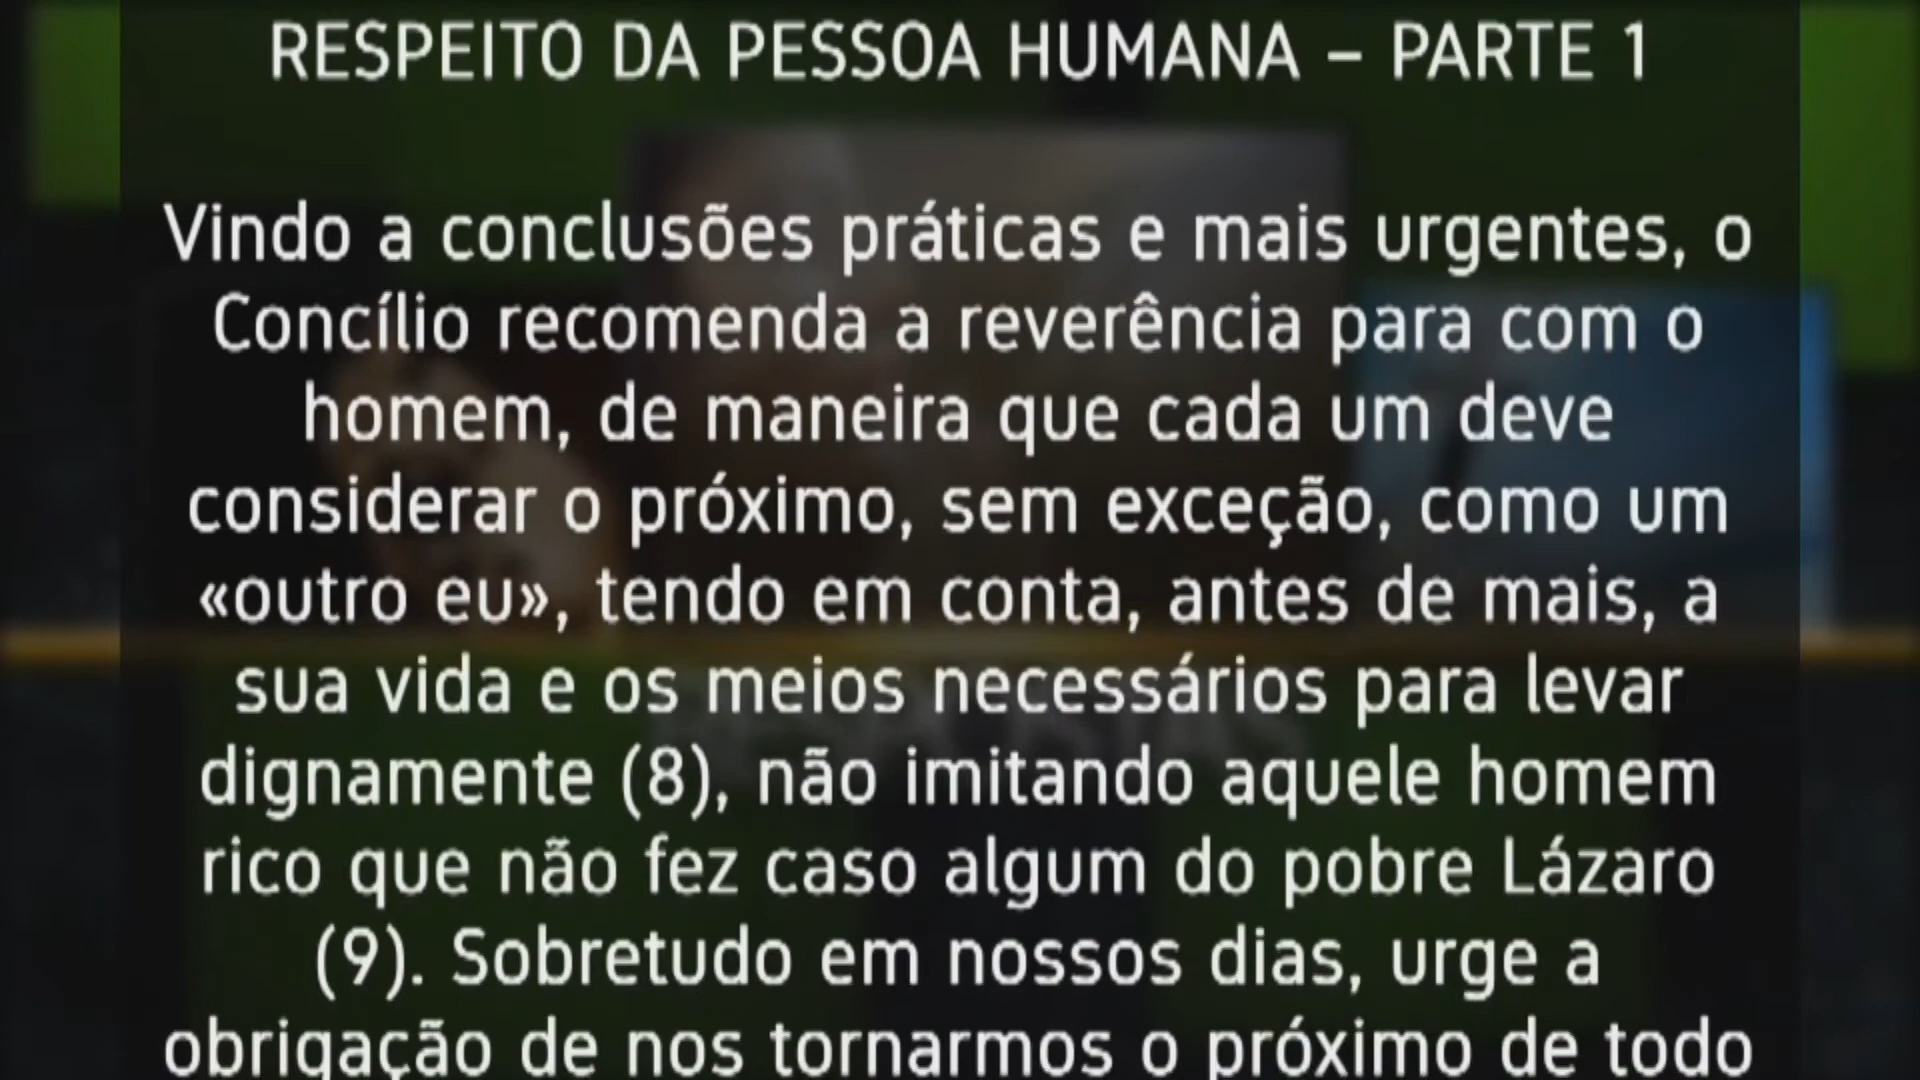 RESPEITO DA PESSOA HUMANA – PARTE 1
Vindo a conclusões práticas e mais urgentes, o
Concílio recomenda a reverência para com o
homem, de maneira que cada um deve
considerar o próximo, sem exceção, como um
«outro eu», tendo em conta, antes de mais, a
sua vida e os meios necessários para levar
dignamente (8), não imitando aquele homem
rico que não fez caso algum do pobre Lázaro
(9). Sobretudo em nossos dias, urge a
obrigação de nos tornarmos o próximo de todo